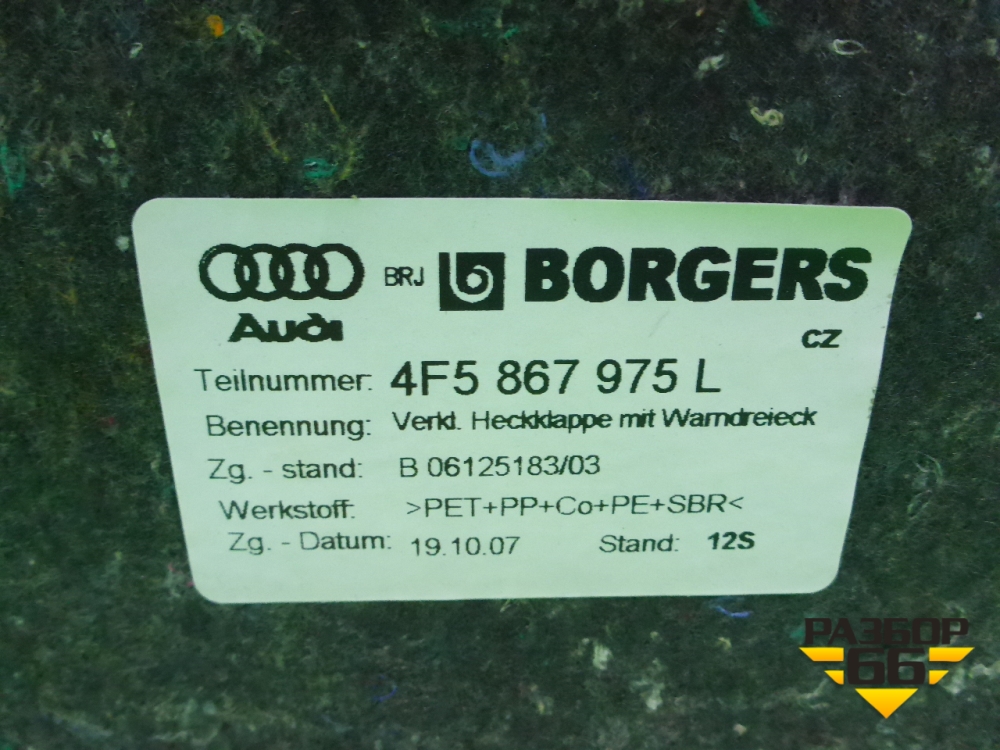 BRJ BORGERS
Audi CZ
Teilnummer: 4F5 867 975 L
Benennung: Verkl. Heckklappe mit Warndreieck
Zg. - stand: B 06125183/03
Werkstoff: >PET+PP+Co+PE+SBR<
Zg. - Datum: 19.10.07 Stand: 12S
РАЗБОР
66